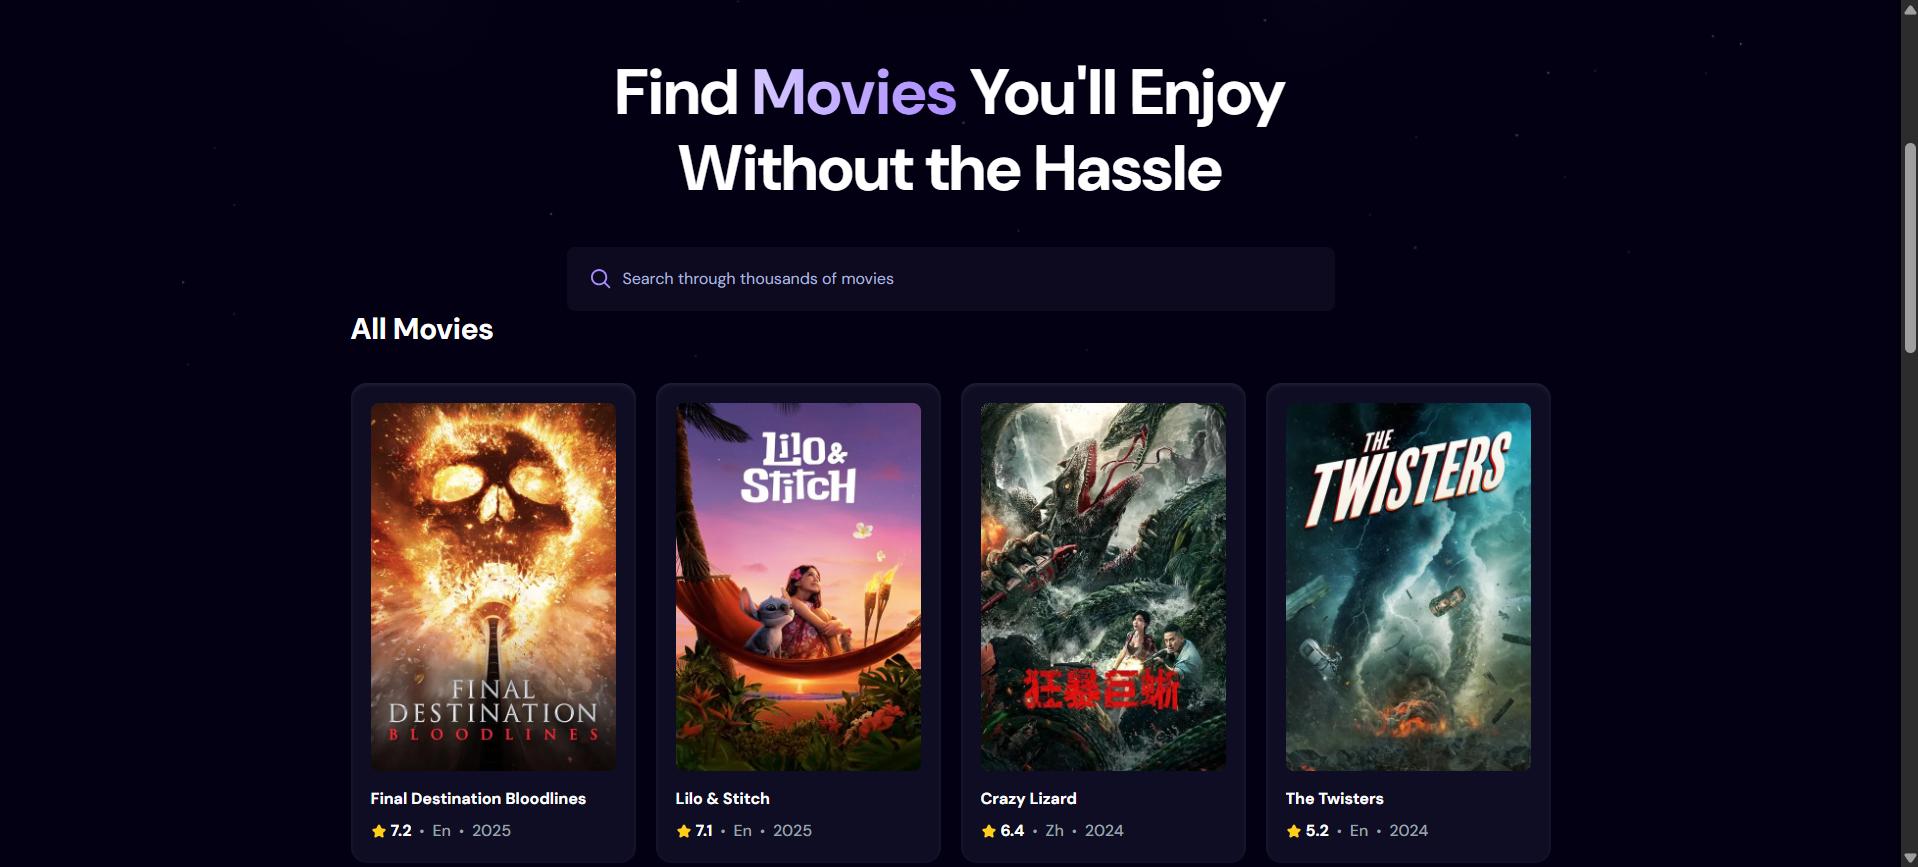 Find Movies You'll Enjoy
Without the Hassle
Search through thousands of movies
All Movies
FINAL
DESTINATION
BLOODLINES
Final Destination Bloodlines
7.2 • En • 2025
LiLO &
StitcH
Lilo & Stitch
7.1 • En • 2025
狂暴巨蜥
Crazy Lizard
6.4 • Zh • 2024
THE
TWISTERS
The Twisters
5.2 • En • 2024